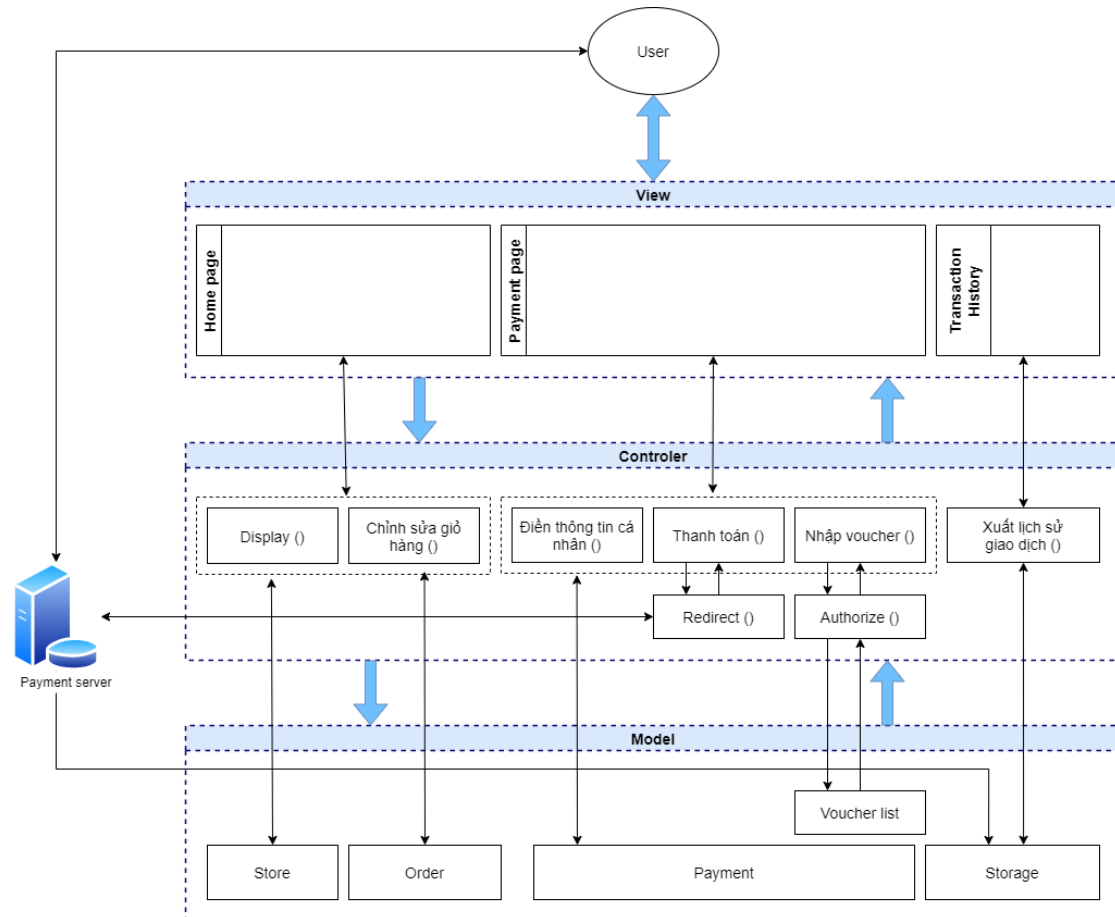 User
View
Home page
Payment page
Transaction
History
Controler
Display ()
Chỉnh sửa giỏ
hàng ()
Điền thông tin cá
nhân ()
Thanh toán ()
Nhập voucher ()
Xuất lịch sử
giao dịch ()
Redirect ()
Authorize ()
Payment server
Model
Voucher list
Store
Order
Payment
Storage